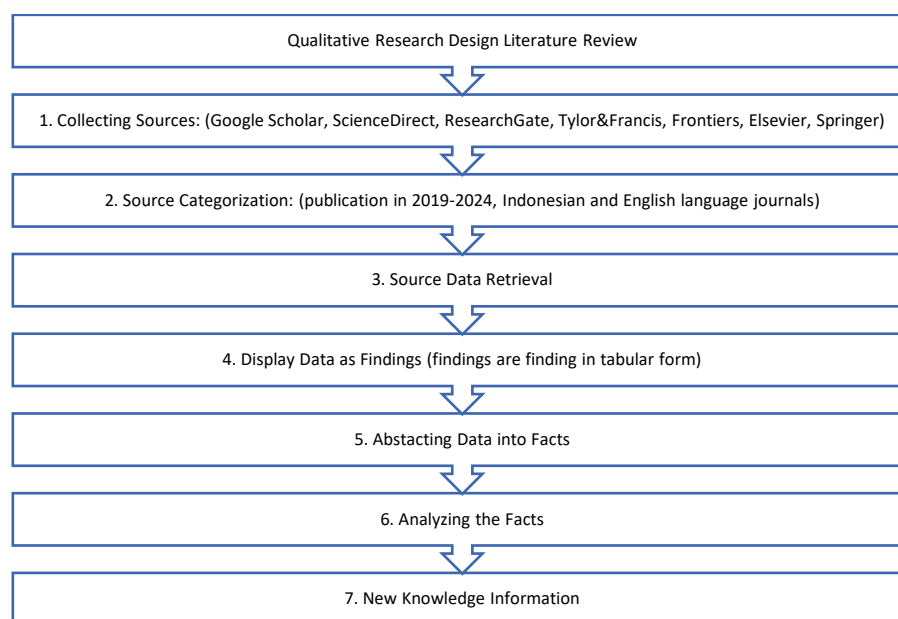 Qualitative Research Design Literature Review
1. Collecting Sources: (Google Scholar, ScienceDirect, ResearchGate, Tylor&Francis, Frontiers, Elsevier, Springer)
2. Source Categorization: (publication in 2019-2024, Indonesian and English language journals)
3. Source Data Retrieval
4. Display Data as Findings (findings are finding in tabular form)
5. Abstacting Data into Facts
6. Analyzing the Facts
7. New Knowledge Information